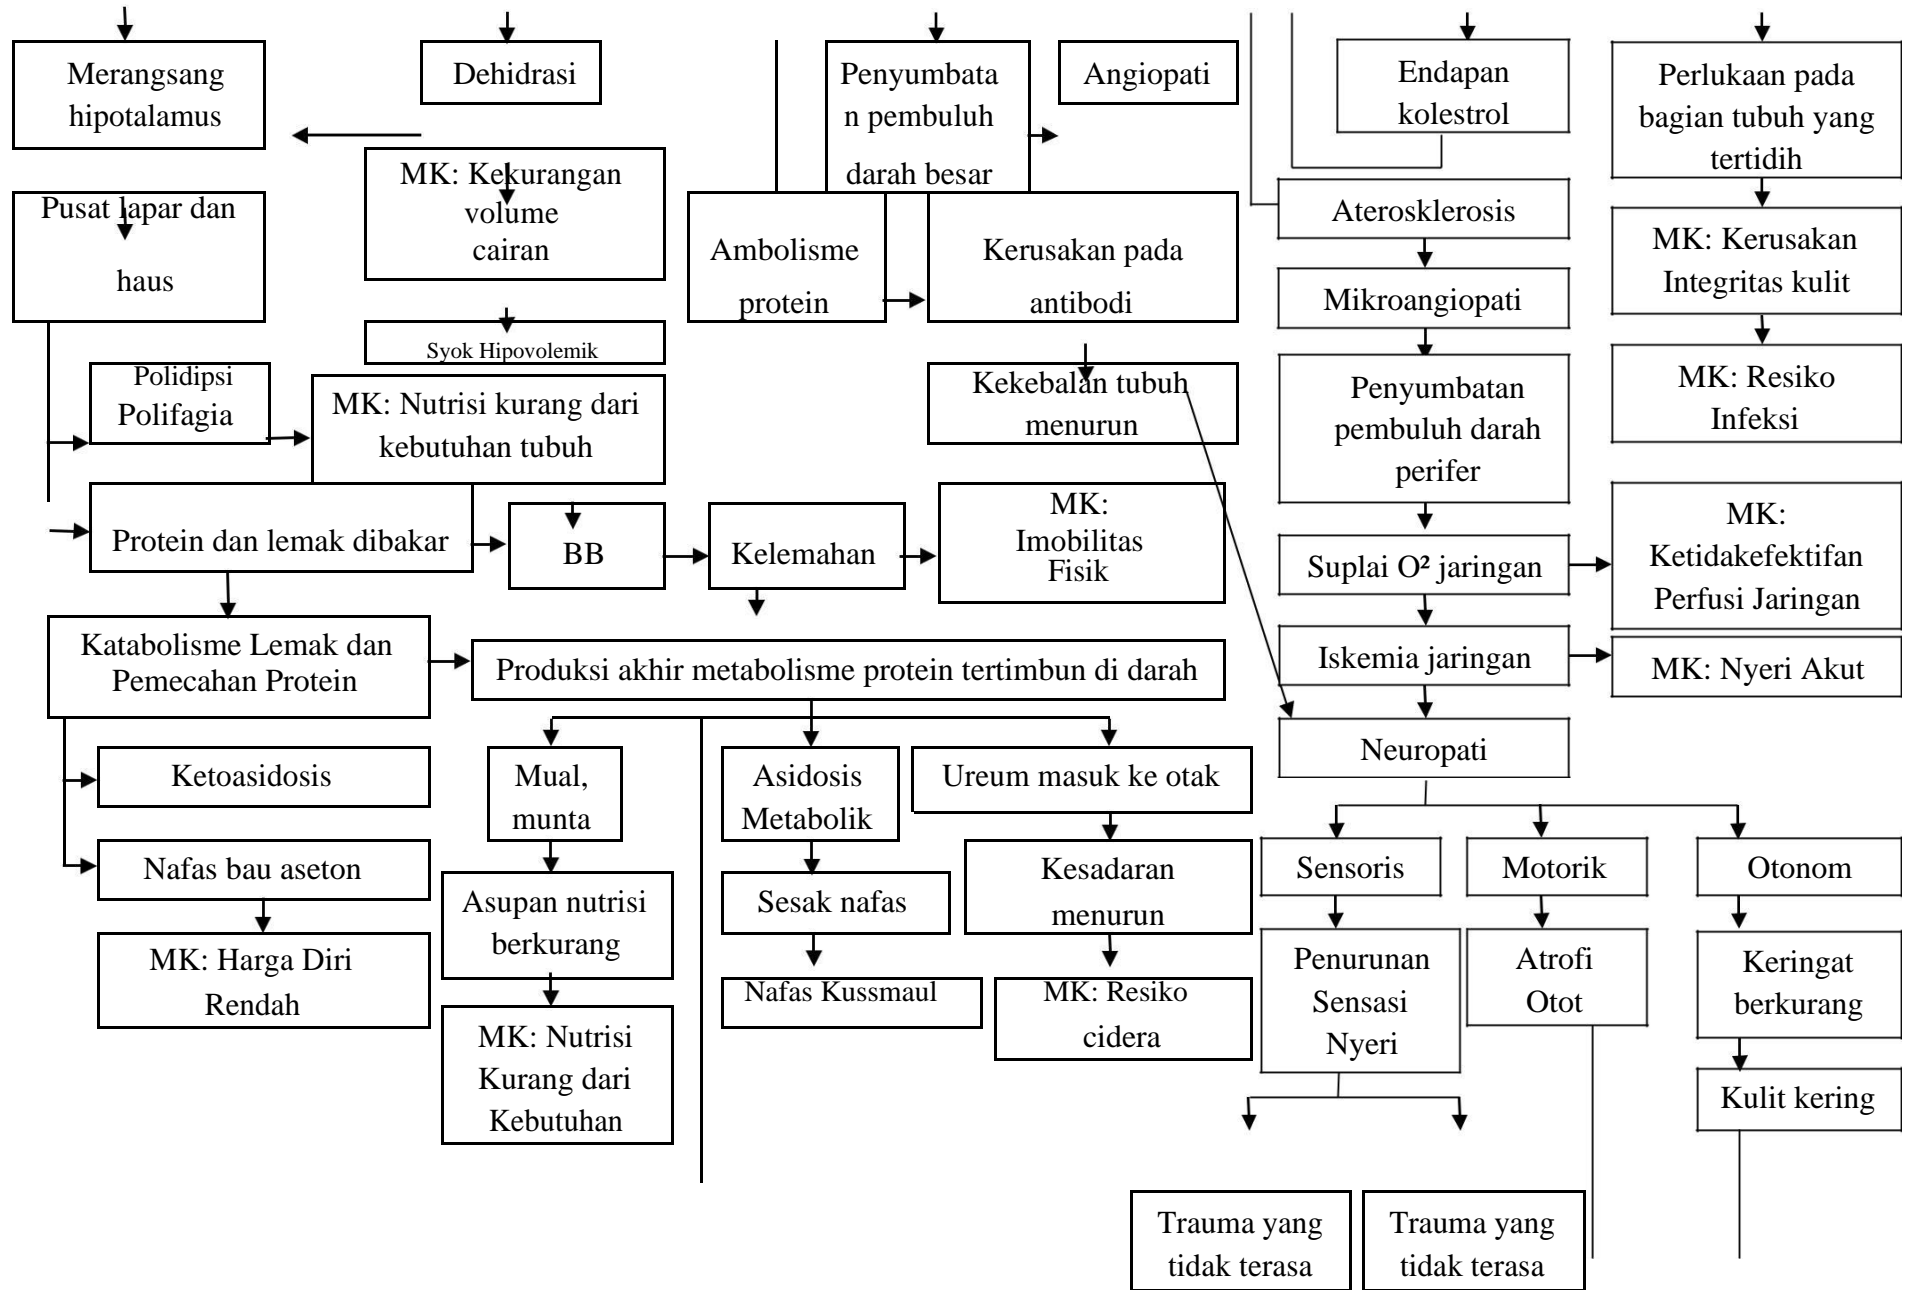 Merangsang
hipotalamus
Dehidrasi
Penyumbata
n pembuluh
darah besar
Angiopati
Endapan
kolestrol
Perlukaan pada
bagian tubuh yang
tertidih
MK: Kekurangan
volume
cairan
Pusat lapar dan
haus
Ambolisme
protein
Kerusakan pada
antibodi
Aterosklerosis
MK: Kerusakan
Integritas kulit
Mikroangiopati
Syok Hipovolemik
Polidipsi
Polifagia
MK: Nutrisi kurang dari
kebutuhan tubuh
Kekebalan tubuh
menurun
Penyumbatan
pembuluh darah
perifer
MK: Resiko
Infeksi
Protein dan lemak dibakar
BB
Kelemahan
MK:
Imobilitas
Fisik
Suplai O² jaringan
MK:
Ketidakefektifan
Perfusi Jaringan
Katabolisme Lemak dan
Pemecahan Protein
Produksi akhir metabolisme protein tertimbun di darah
Iskemia jaringan
MK: Nyeri Akut
Neuropati
Ketoasidosis
Mual,
munta
Asidosis
Metabolik
Ureum masuk ke otak
Nafas bau aseton
Asupan nutrisi
berkurang
Sesak nafas
Kesadaran
menurun
Sensoris
Motorik
Otonom
MK: Harga Diri
Rendah
MK: Nutrisi
Kurang dari
Kebutuhan
Nafas Kussmaul
MK: Resiko
cidera
Penurunan
Sensasi
Nyeri
Atrofi
Otot
Keringat
berkurang
Kulit kering
Trauma yang
tidak terasa
Trauma yang
tidak terasa